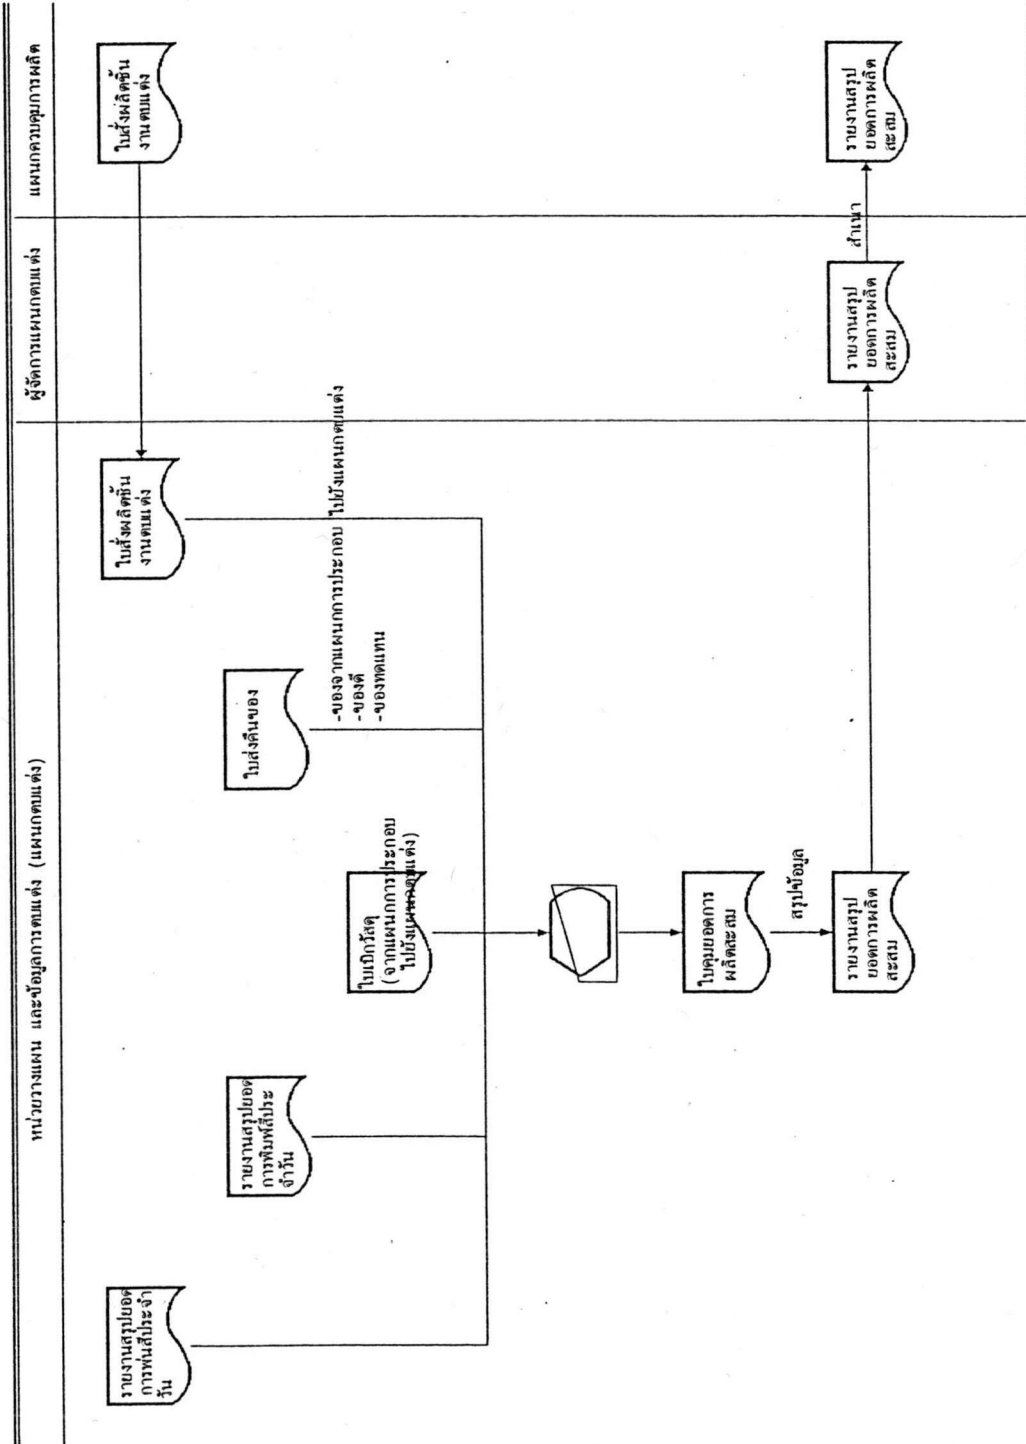 หน่วยวางแผน และข้อมูลการตบแต่ง (แผนกตบแต่ง)
ผู้จัดการแผนกตบแต่ง
แผนกควบคุมการผลิต
รายงานสรุปยอด
การพ่นสีประจำ
วัน
รายงานสรุปยอด
การพิมพ์สีประ
จำวัน
ใบเบิกวัสดุ
(จากแผนกการประกอบ
ไปยังแผนกตบแต่ง)
ใบส่งคืนของ
-ของจากแผนกการประกอบ ไปยังแผนกตบแต่ง
-ของดี
-ของทดแทน
ใบสั่งผลิตชิ้น
งานตบแต่ง
ใบสั่งผลิตชิ้น
งานตบแต่ง
ใบคุมยอดการ
ผลิตสะสม
สรุปข้อมูล
รายงานสรุป
ยอดการผลิต
สะสม
รายงานสรุป
ยอดการผลิต
สะสม
สำเนา
รายงานสรุป
ยอดการผลิต
สะสม